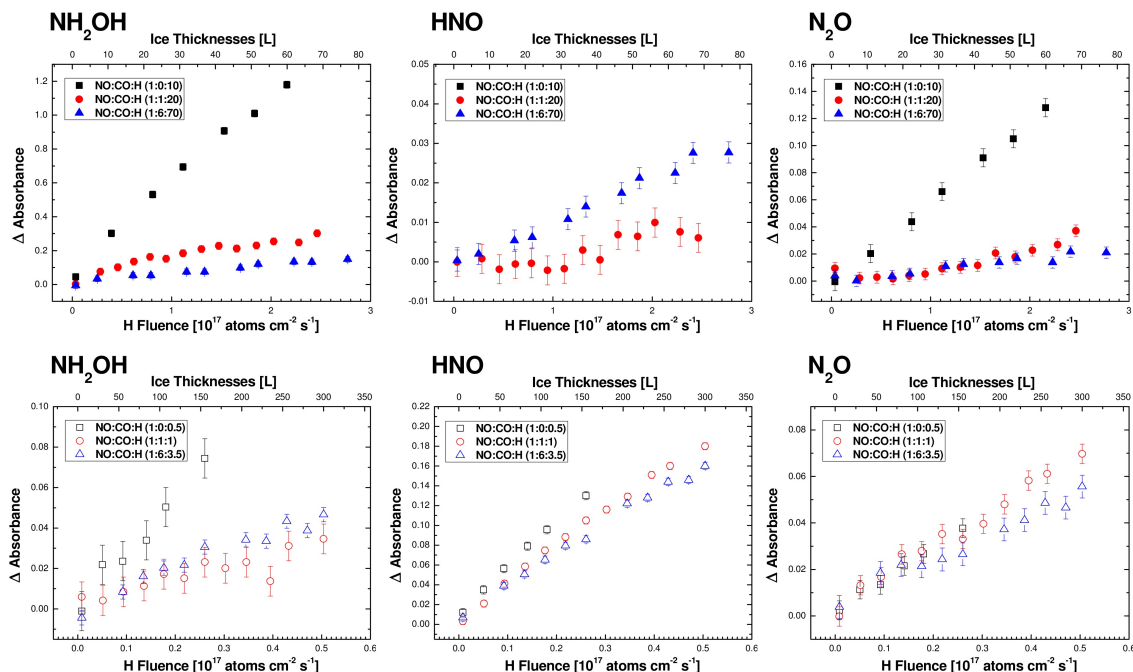 NH2OH
Ice Thicknesses [L]
0 10 20 30 40 50 60 70 80
1.2
1.0
0.8
0.6
0.4
0.2
0.0
Δ Absorbance
NO:CO:H (1:0:10)
NO:CO:H (1:1:20)
NO:CO:H (1:6:70)
0 1 2 3
H Fluence [10^17 atoms cm^-2 s^-1]
HNO
Ice Thicknesses [L]
0 10 20 30 40 50 60 70 80
0.05
0.04
0.03
0.02
0.01
0.00
-0.01
Δ Absorbance
NO:CO:H (1:0:10)
NO:CO:H (1:1:20)
NO:CO:H (1:6:70)
0 1 2 3
H Fluence [10^17 atoms cm^-2 s^-1]
N2O
Ice Thicknesses [L]
0 10 20 30 40 50 60 70 80
0.16
0.14
0.12
0.10
0.08
0.06
0.04
0.02
0.00
Δ Absorbance
NO:CO:H (1:0:10)
NO:CO:H (1:1:20)
NO:CO:H (1:6:70)
0 1 2 3
H Fluence [10^17 atoms cm^-2 s^-1]
NH2OH
Ice Thicknesses [L]
0 50 100 150 200 250 300 350
0.10
0.08
0.06
0.04
0.02
0.00
Δ Absorbance
NO:CO:H (1:0:0.5)
NO:CO:H (1:1:1)
NO:CO:H (1:6:3.5)
0.0 0.1 0.2 0.3 0.4 0.5 0.6
H Fluence [10^17 atoms cm^-2 s^-1]
HNO
Ice Thicknesses [L]
0 50 100 150 200 250 300 350
0.22
0.20
0.18
0.16
0.14
0.12
0.10
0.08
0.06
0.04
0.02
0.00
Δ Absorbance
NO:CO:H (1:0:0.5)
NO:CO:H (1:1:1)
NO:CO:H (1:6:3.5)
0.0 0.1 0.2 0.3 0.4 0.5 0.6
H Fluence [10^17 atoms cm^-2 s^-1]
N2O
Ice Thicknesses [L]
0 50 100 150 200 250 300 350
0.08
0.06
0.04
0.02
0.00
Δ Absorbance
NO:CO:H (1:0:0.5)
NO:CO:H (1:1:1)
NO:CO:H (1:6:3.5)
0.0 0.1 0.2 0.3 0.4 0.5 0.6
H Fluence [10^17 atoms cm^-2 s^-1]